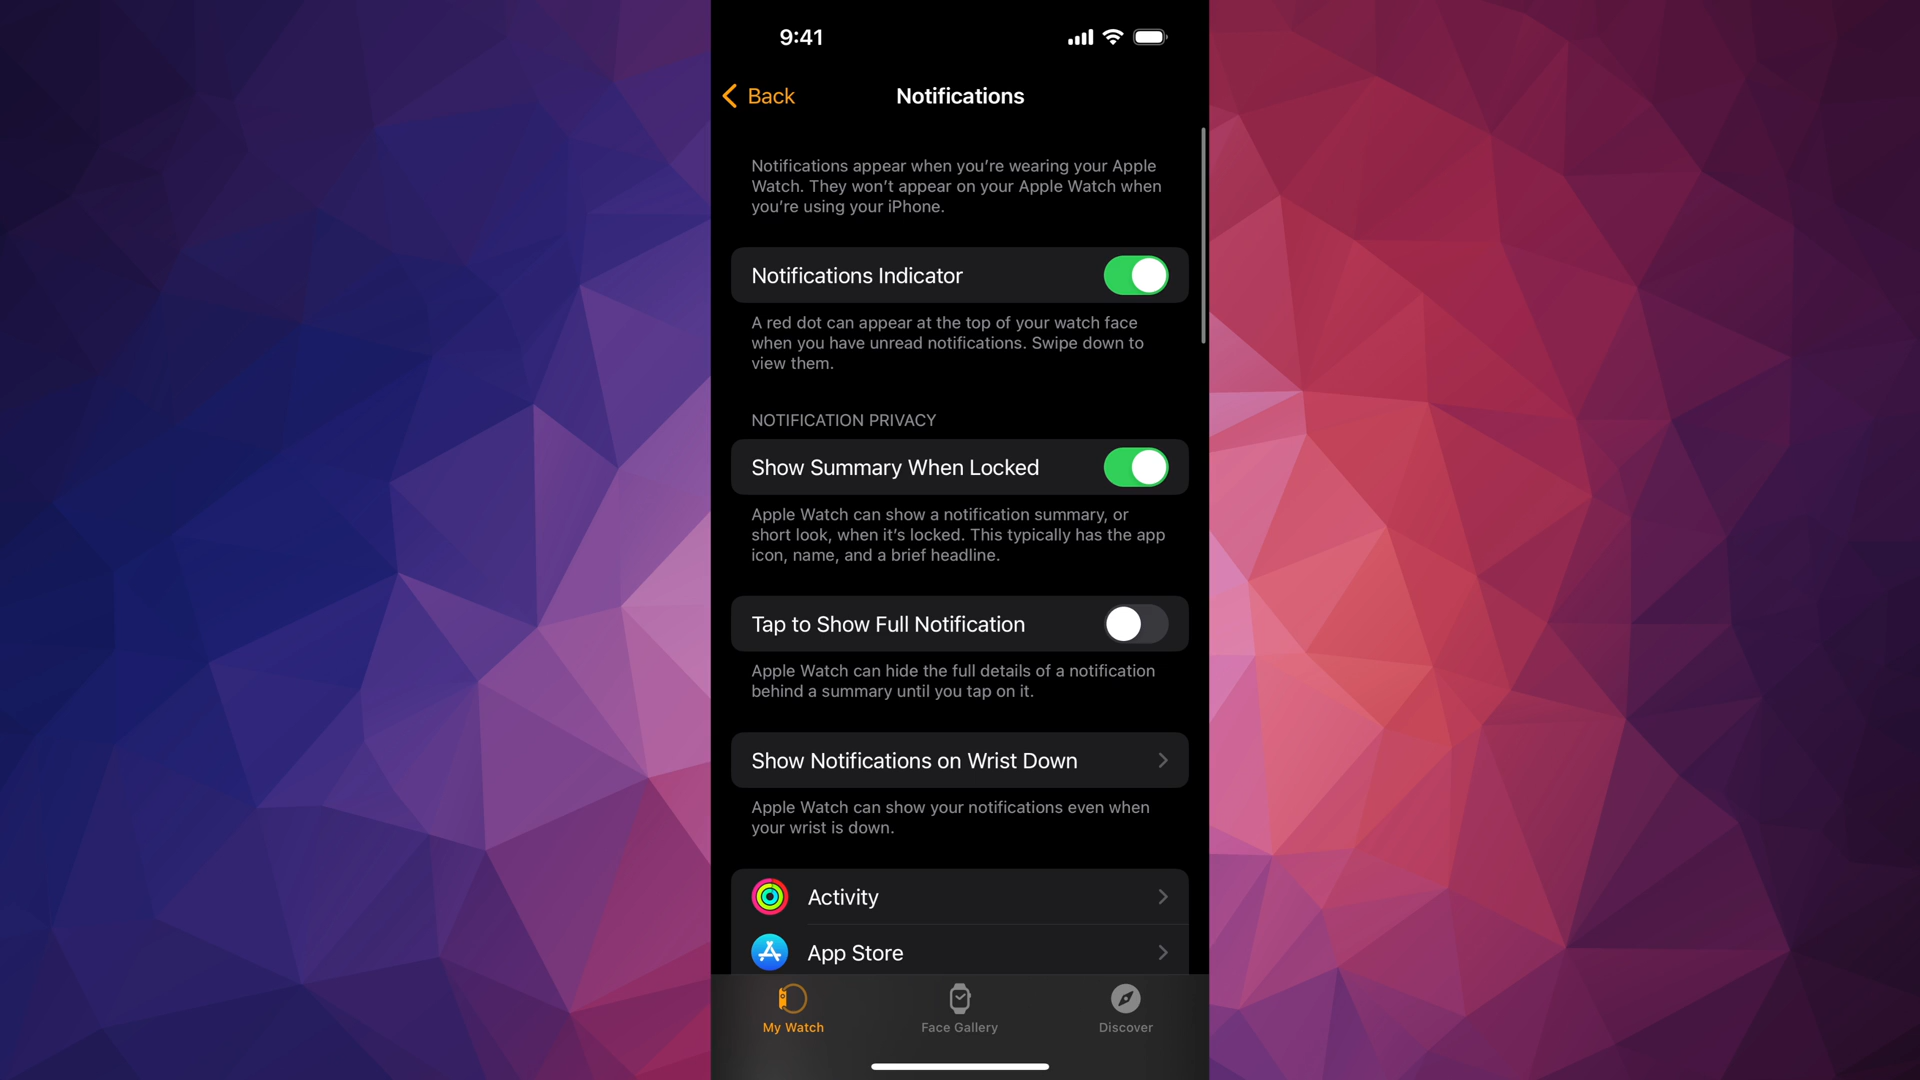 9:41
Back
Notifications
Notifications appear when you’re wearing your Apple
Watch. They won’t appear on your Apple Watch when
you’re using your iPhone.
Notifications Indicator
A red dot can appear at the top of your watch face
when you have unread notifications. Swipe down to
view them.
NOTIFICATION PRIVACY
Show Summary When Locked
Apple Watch can show a notification summary, or
short look, when it’s locked. This typically has the app
icon, name, and a brief headline.
Tap to Show Full Notification
Apple Watch can hide the full details of a notification
behind a summary until you tap on it.
Show Notifications on Wrist Down
Apple Watch can show your notifications even when
your wrist is down.
Activity
App Store
My Watch
Face Gallery
Discover